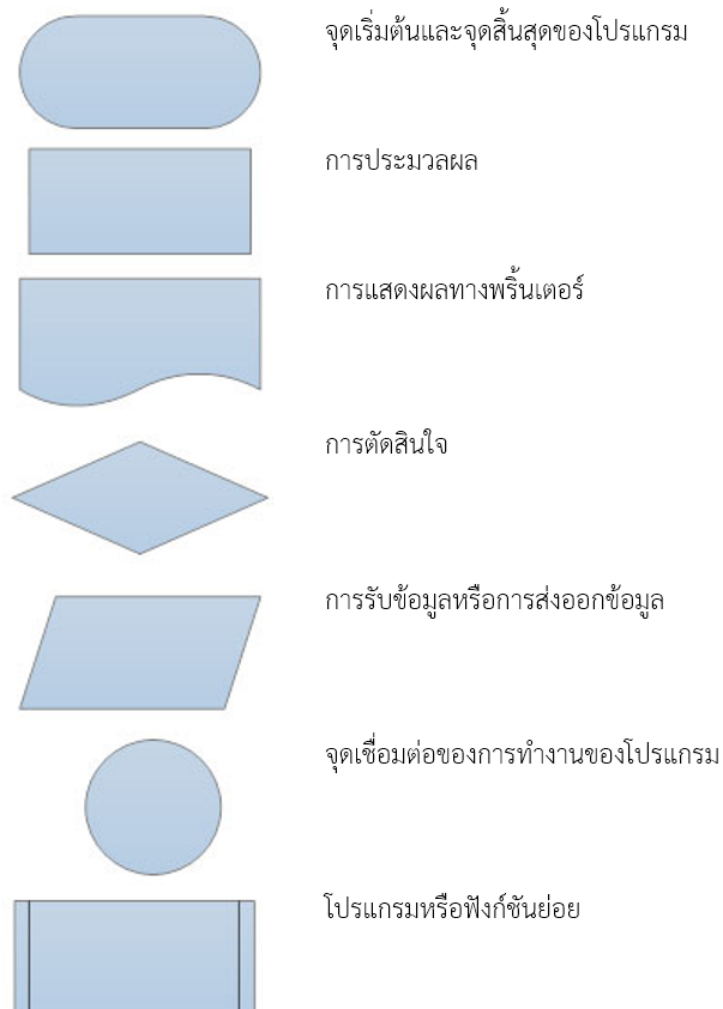 จุดเริ่มต้นและจุดสิ้นสุดของโปรแกรม
การประมวลผล
การแสดงผลทางพริ้นเตอร์
การตัดสินใจ
การรับข้อมูลหรือการส่งออกข้อมูล
จุดเชื่อมต่อของการทำงานของโปรแกรม
โปรแกรมหรือฟังก์ชันย่อย